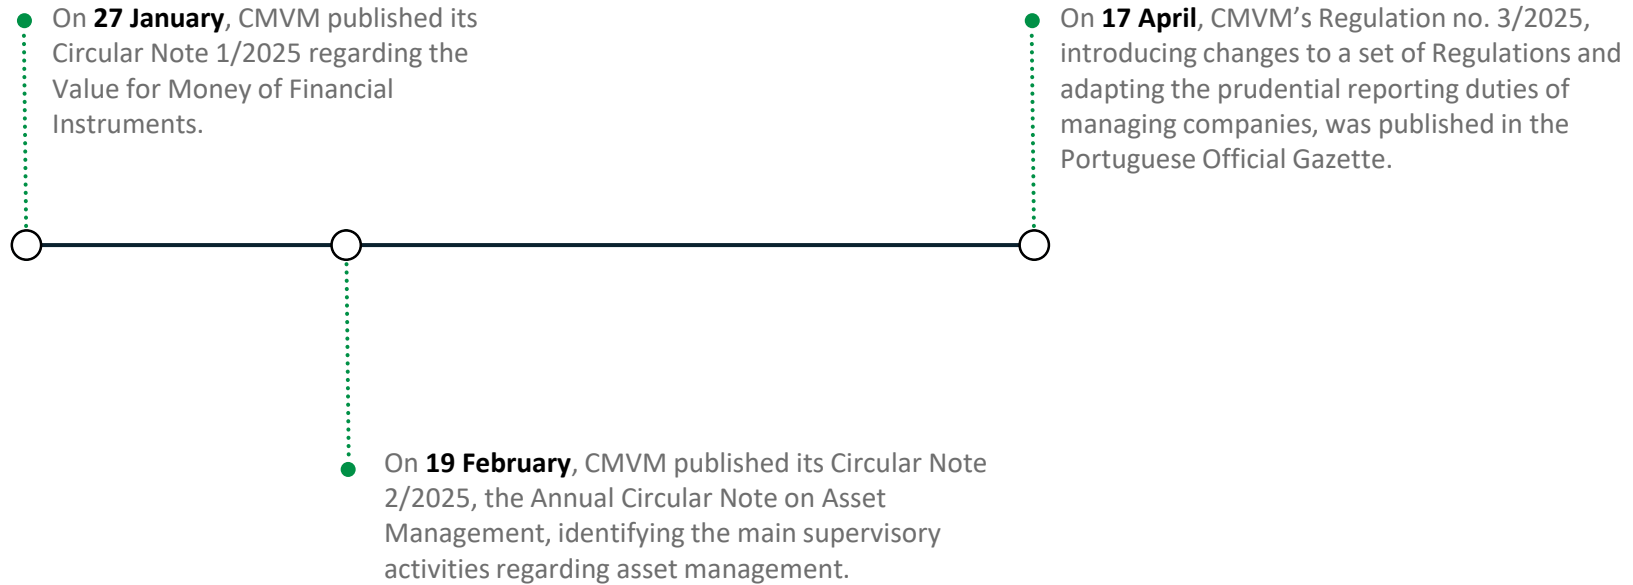 On 27 January, CMVM published its
Circular Note 1/2025 regarding the
Value for Money of Financial
Instruments.
On 17 April, CMVM’s Regulation no. 3/2025,
introducing changes to a set of Regulations and
adapting the prudential reporting duties of
managing companies, was published in the
Portuguese Official Gazette.
On 19 February, CMVM published its Circular Note
2/2025, the Annual Circular Note on Asset
Management, identifying the main supervisory
activities regarding asset management.